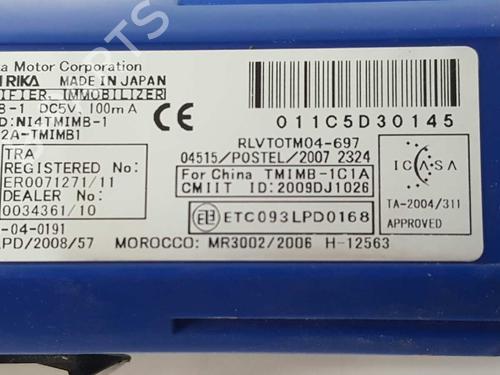 a Motor Corporation
TRIKA MADE IN JAPAN
IFIER, IMMOBILIZER
B-1 DC5V, 100mA
D:NI4TMIMB-1
2A-TMIMB1
CE
011C5D30145
TRA
REGISTERED No:
ER0071271/11
DEALER No:
0034361/10
-04-0191
LPD/2008/57
RLVTOTM04-697
04515/POSTEL/2007 2324
For China TMIMB-1C1A
CMIIT ID:2009DJ1026
ETC093LPD0168
MOROCCO: MR3002/2006 H-12563
ICASA
TA-2004/311
APPROVED